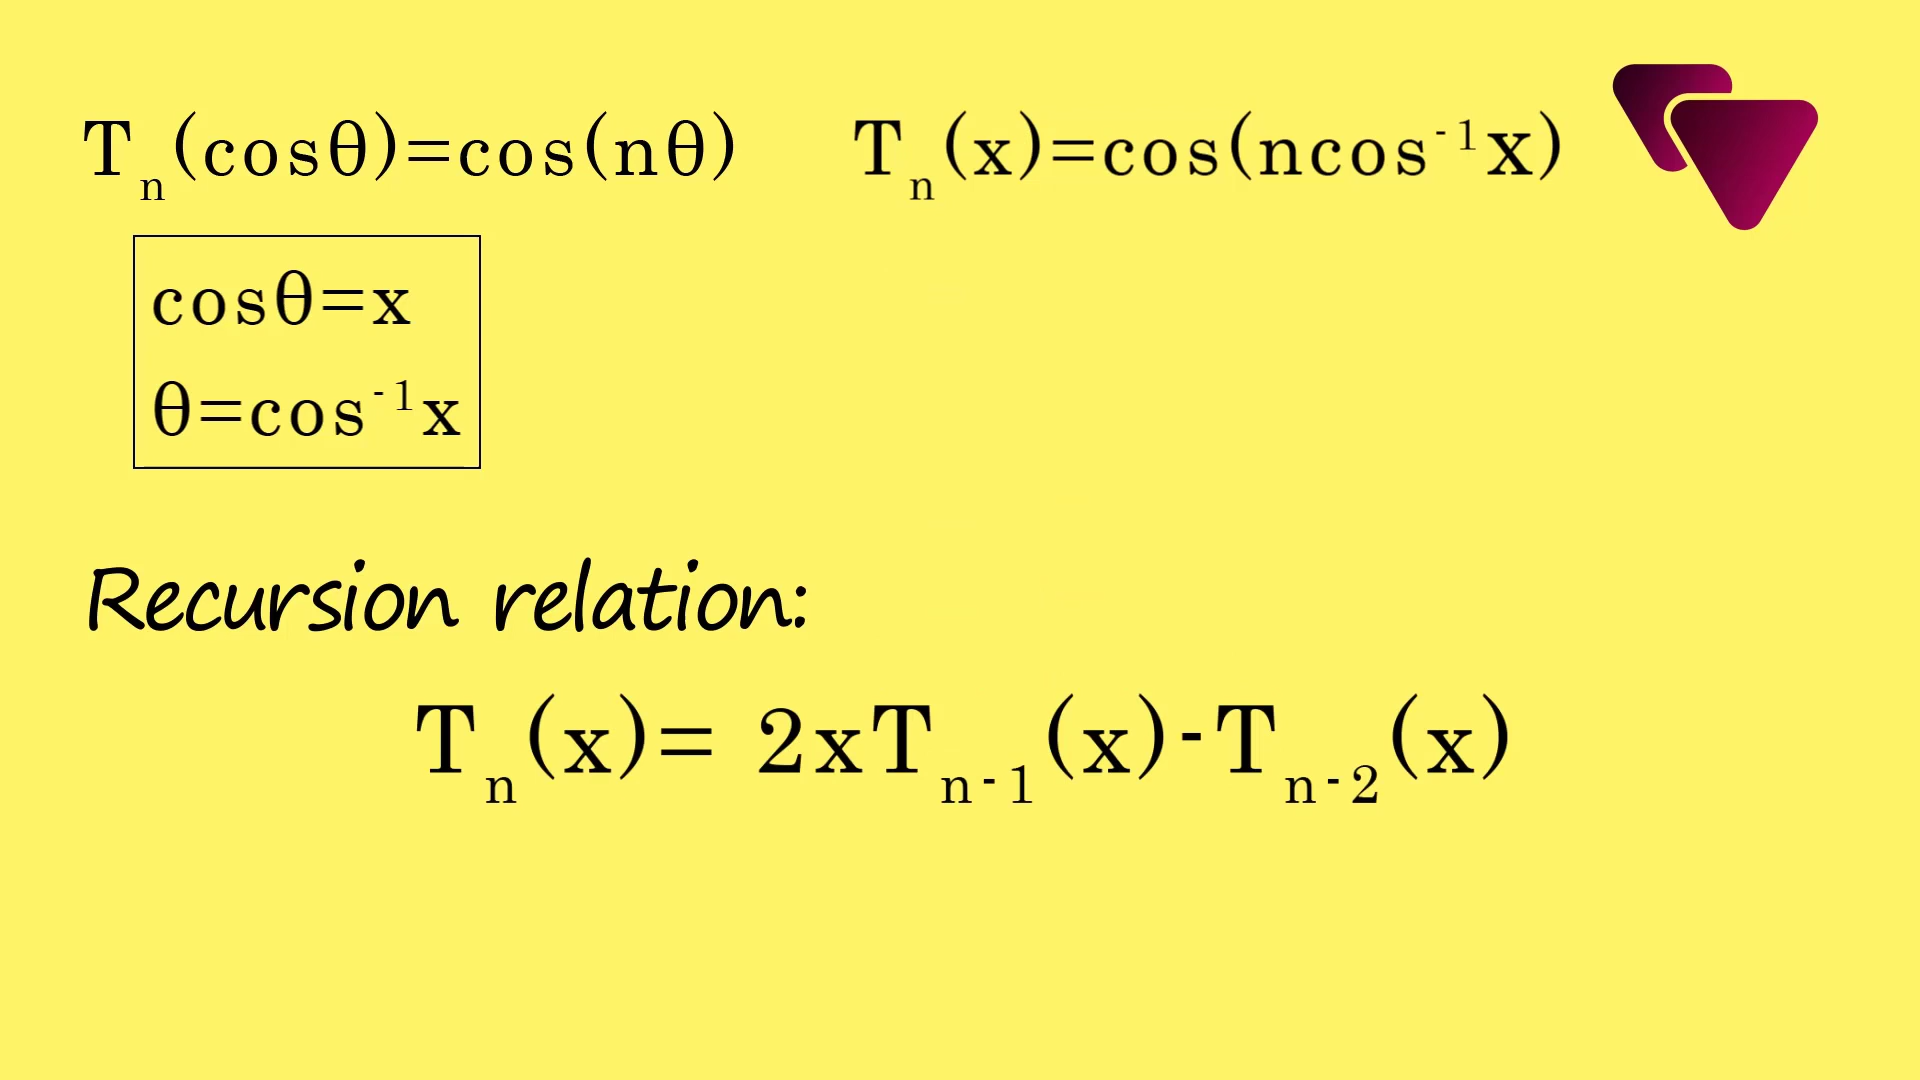 Tₙ(cosθ)=cos(nθ)
Tₙ(x)=cos(ncos⁻¹x)
cosθ=x
θ=cos⁻¹x
Recursion relation:
Tₙ(x)= 2xTₙ₋₁(x)-Tₙ₋₂(x)